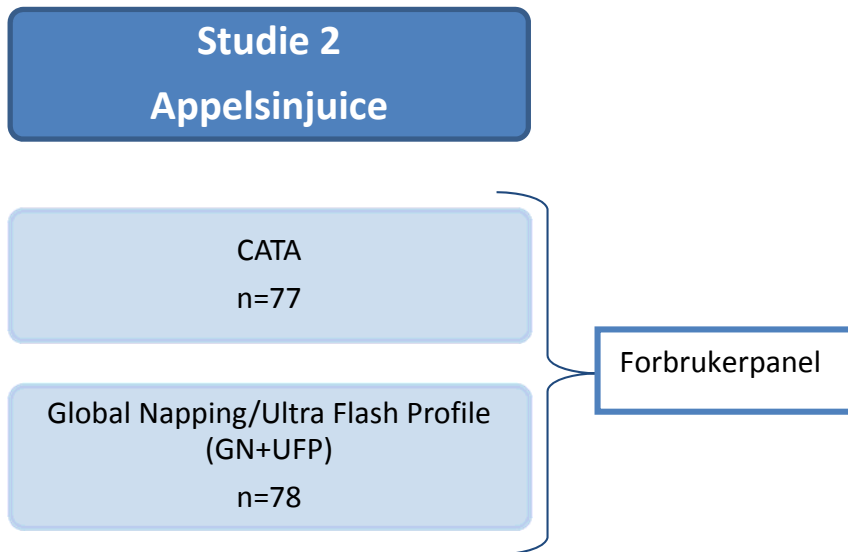 Studie 2
Appelsinjuice
CATA
n=77
Global Napping/Ultra Flash Profile
(GN+UFP)
n=78
Forbrukerpanel